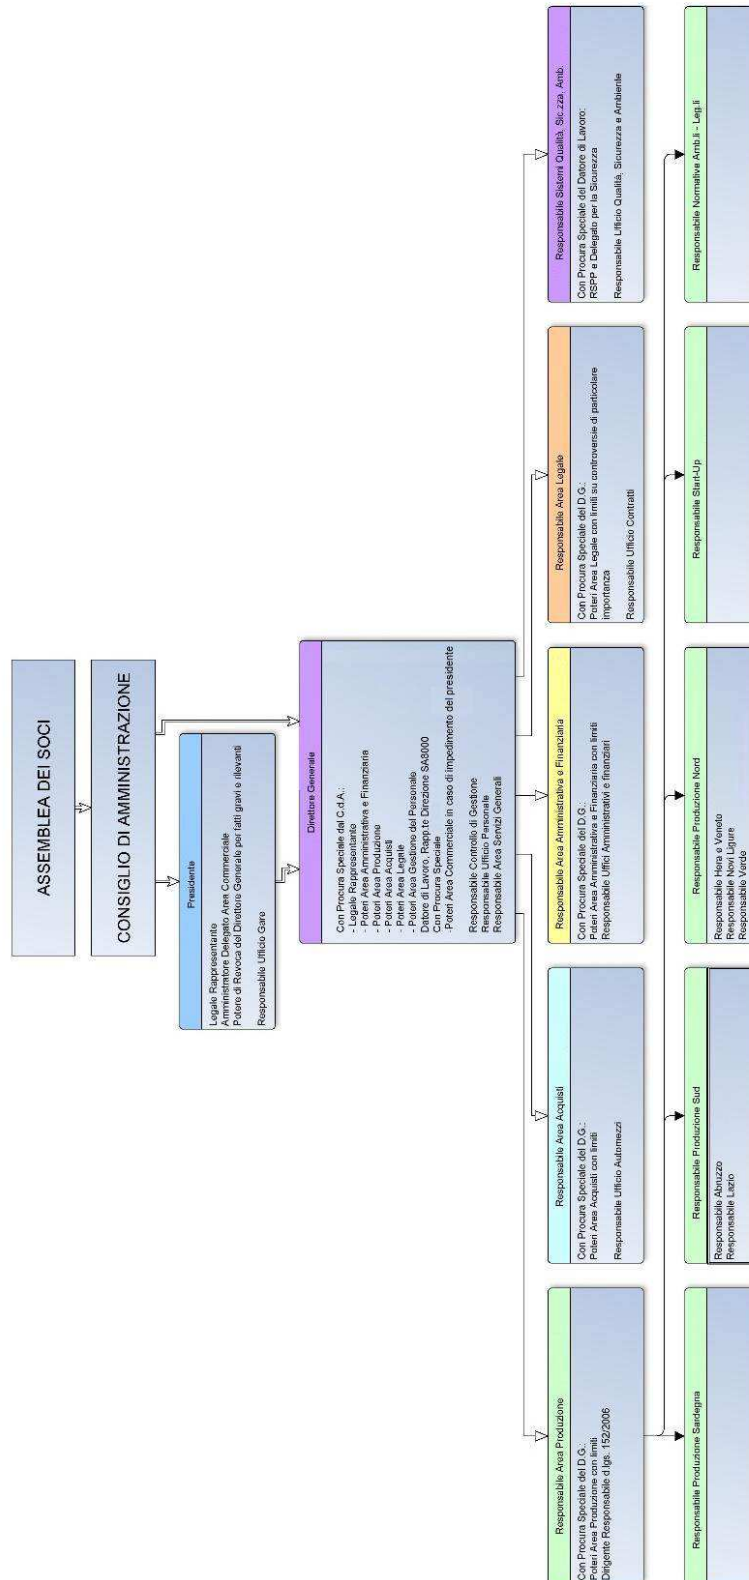 ASSEMBLEA DEI SOCI
CONSIGLIO DI AMMINISTRAZIONE
Presidente
Legale Rappresentante
Amministratore Delegato Area Commerciale
Potere di Revoca del Direttore Generale per fatti gravi e rilevanti
Responsabile Ufficio Gare
Direttore Generale
Con Procura Speciale dal C.d.A.:
- Legale Rappresentante
- Poteri Area Amministrativa e Finanziaria
- Poteri Area Produzione
- Poteri Area Acquisti
- Poteri Area Legale
- Poteri Area Gestione del Personale
Datore di Lavoro, Rapp.te Direzione SA8000
Con Procura Speciale
-Poteri Area Commerciale in caso di impedimento del presidente
Responsabile Controllo di Gestione
Responsabile Ufficio Personale
Responsabile Area Servizi Generali
Responsabile Area Produzione
Con Procura Speciale del D.G.:
Poteri Area Produzione con limiti
Dirigente Responsabile d.lgs. 152/2006
Responsabile Area Acquisti
Con Procura Speciale del D.G.:
Poteri Area Acquisti con limiti
Responsabile Ufficio Automezzi
Responsabile Area Amministrativa e Finanziaria
Con Procura Speciale del D.G.:
Poteri Area Amministrativa e Finanziaria con limiti
Responsabile Uffici Amministrativi e finanziari
Responsabile Area Legale
Con Procura Speciale del D.G.:
Poteri Area Legale con limiti su controversie di particolare
importanza
Responsabile Ufficio Contratti
Responsabile Sistemi Qualità, Sic.zza, Amb.
Con Procura Speciale del Datore di Lavoro:
RSPP e Delegato per la Sicurezza
Responsabile Ufficio Qualità, Sicurezza e Ambiente
Responsabile Produzione Sardegna
Responsabile Produzione Sud
Responsabile Abruzzo
Responsabile Lazio
Responsabile Produzione Nord
Responsabile Hera e Veneto
Responsabile Novi Ligure
Responsabile Verde
Responsabile Start-Up
Responsabile Normative Amb.li - Leg.li